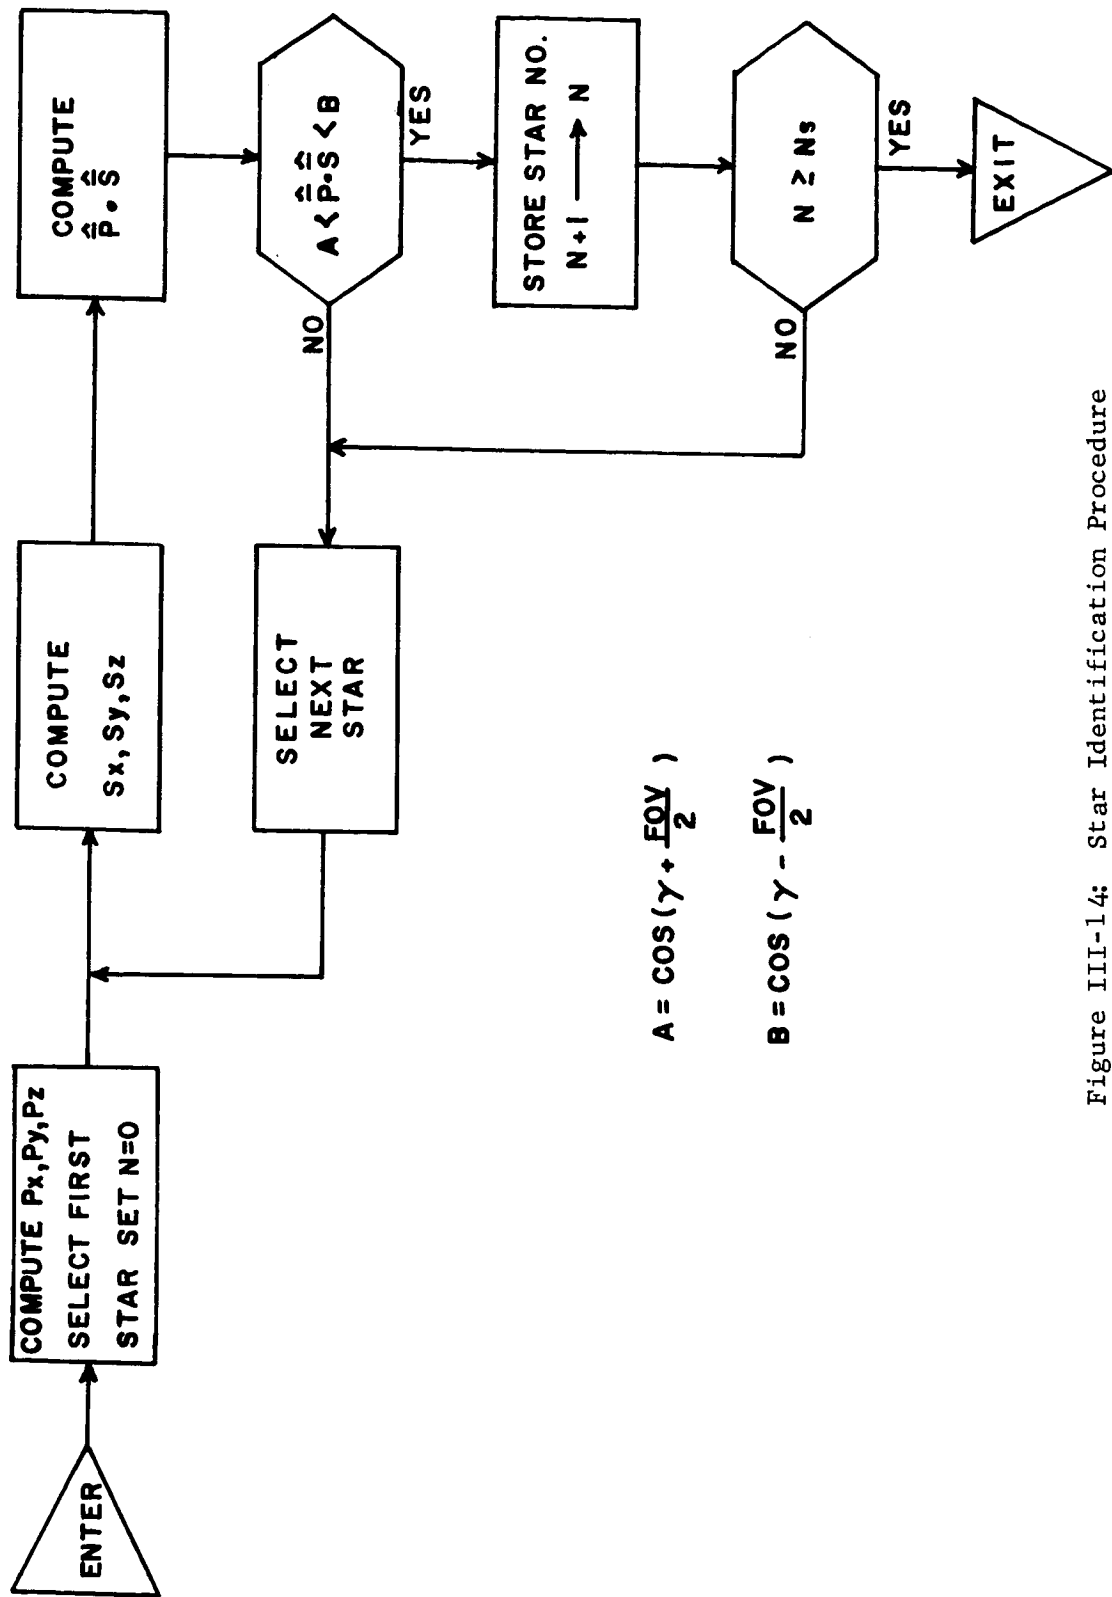 ENTER
COMPUTE Px,Py,Pz
SELECT FIRST
STAR SET N=0
COMPUTE
Sx,Sy,Sz
COMPUTE
P̂ • Ŝ
A < P̂ • Ŝ < B
NO
YES
SELECT
NEXT
STAR
STORE STAR NO.
N+1 ⟶ N
N ≥ Ns
NO
YES
EXIT
A = COS(γ + FOV/2)
B = COS(γ - FOV/2)
Figure III-14: Star Identification Procedure